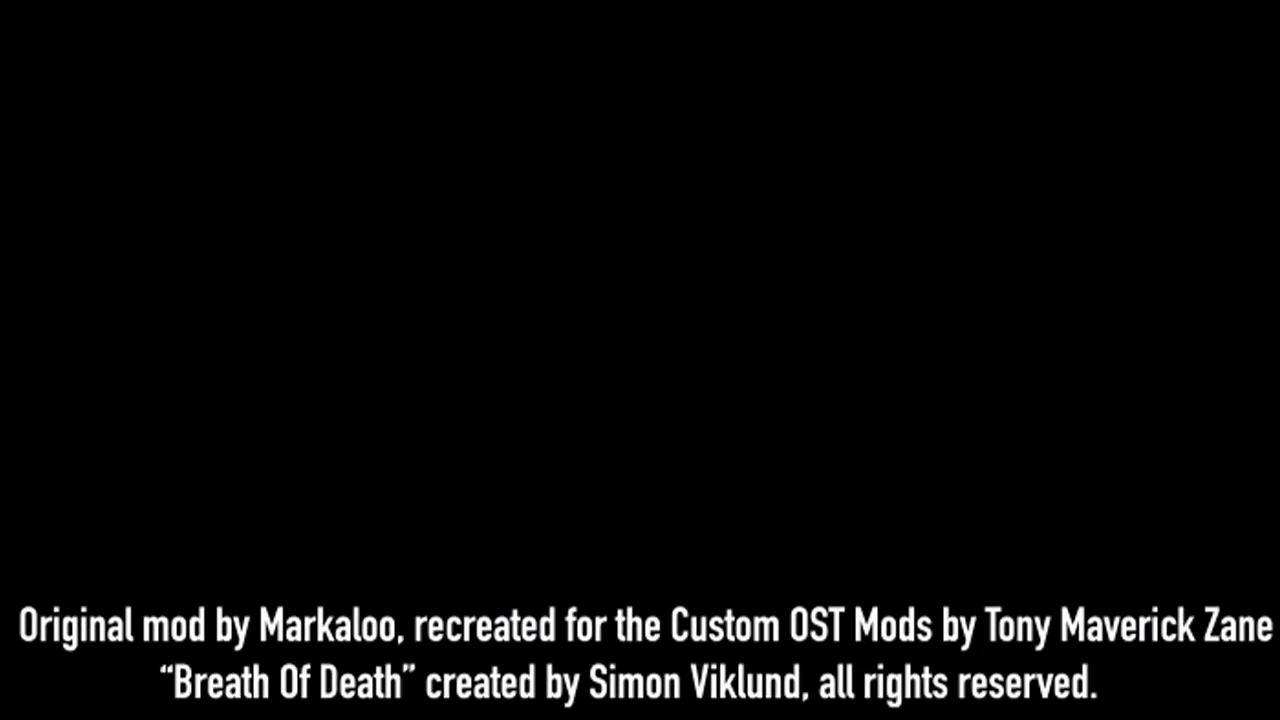 Original mod by Markaloo, recreated for the Custom OST Mods by Tony Maverick Zane
“Breath Of Death” created by Simon Viklund, all rights reserved.